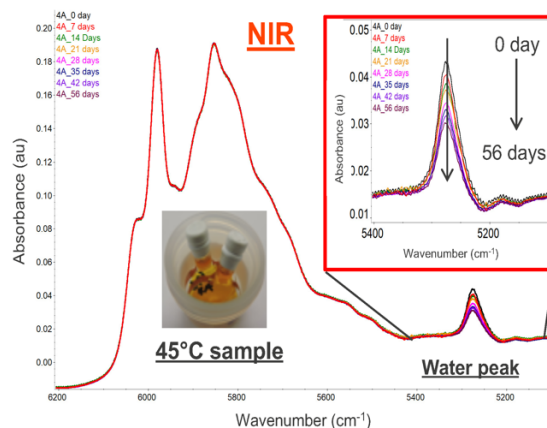 NIR
4A_0 day
4A_7 days
4A_14 Days
4A_21 days
4A_28 days
4A_35 days
4A_42 days
4A_56 days
0.20
0.18
0.16
0.14
0.12
0.10
0.08
0.06
0.04
0.02
0.00
Absorbance (au)
6200
6000
5800
5600
5400
5200
Wavenumber (cm⁻¹)
45°C sample
Water peak
4A_0 day
4A_7 days
4A_14 Days
4A_21 days
4A_28 days
4A_35 days
4A_42 days
4A_56 days
0 day
56 days
0.05
0.04
0.03
0.02
0.01
Absorbance (au)
5400
5200
Wavenumber (cm⁻¹)